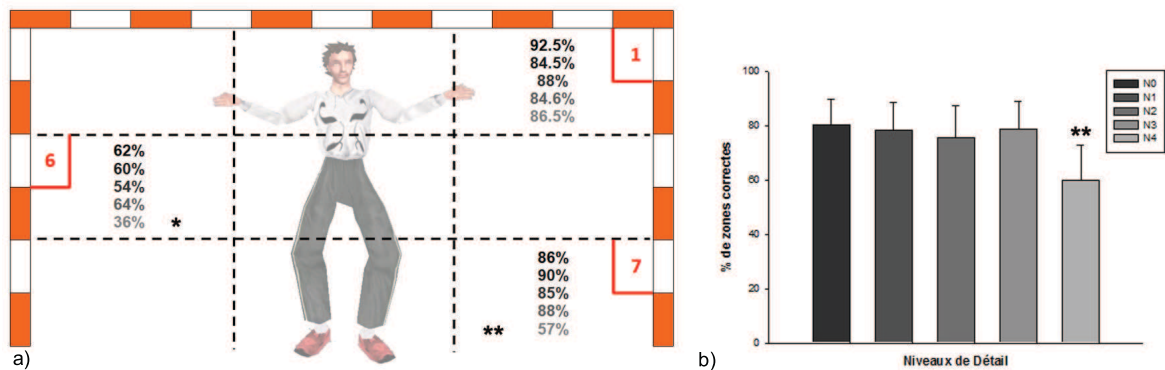 1
92.5%
84.5%
88%
84.6%
86.5%
6
62%
60%
54%
64%
36% *
7
86%
90%
85%
88%
** 57%
a)
% de zones correctes
100
80
60
40
20
0
**
N0
N1
N2
N3
N4
Niveaux de Détail
b)